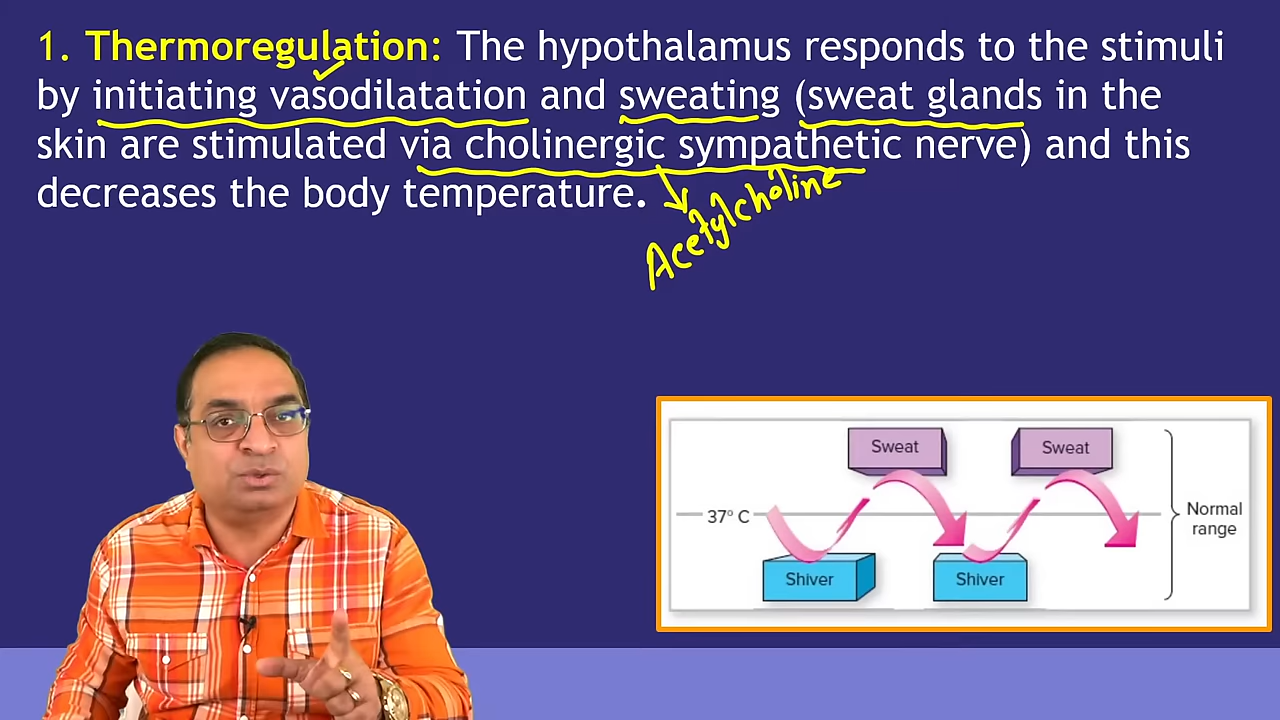 1. Thermoregulation: The hypothalamus responds to the stimuli
by initiating vasodilatation and sweating (sweat glands in the
skin are stimulated via cholinergic sympathetic nerve) and this
decreases the body temperature.
Acetylcholine
Sweat
Sweat
37º C
Normal
range
Shiver
Shiver